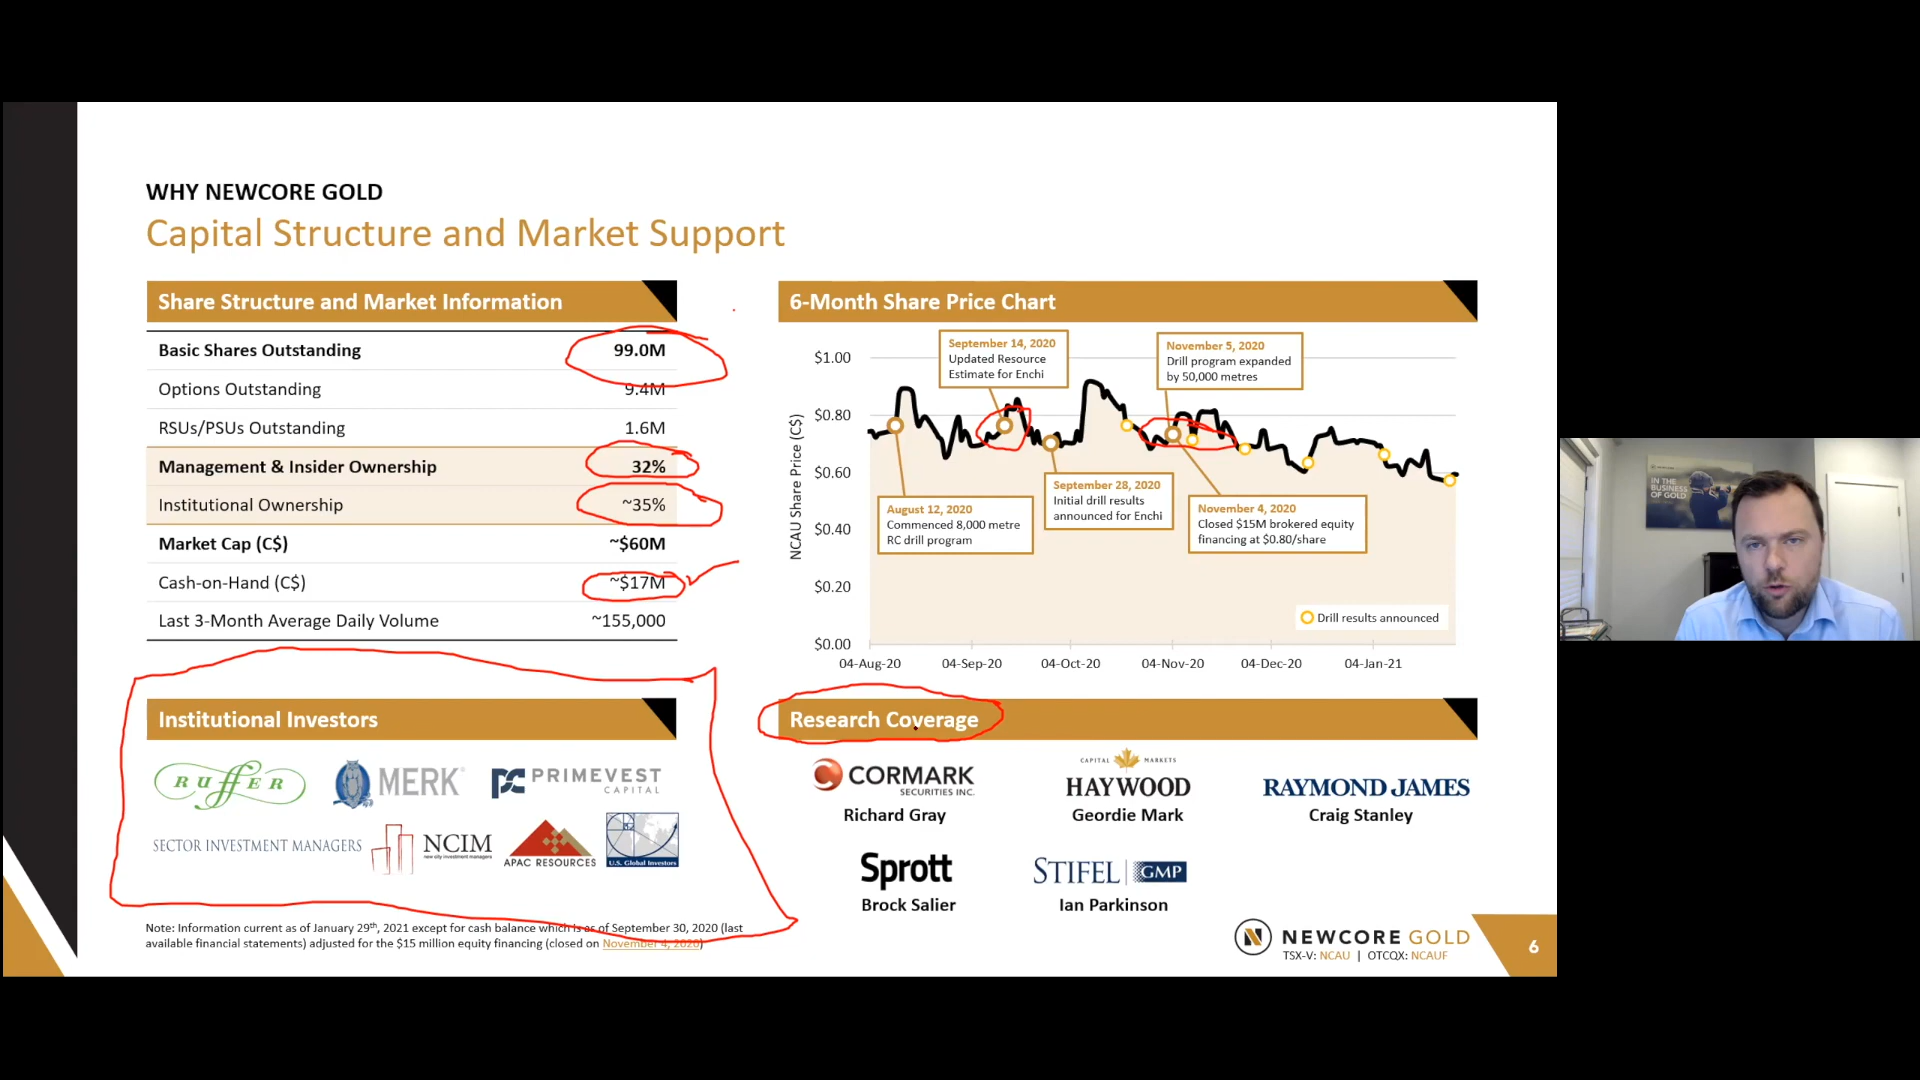 WHY NEWCORE GOLD
Capital Structure and Market Support
Share Structure and Market Information
Basic Shares Outstanding 99.0M
Options Outstanding 9.4M
RSUs/PSUs Outstanding 1.6M
Management & Insider Ownership 32%
Institutional Ownership ~35%
Market Cap (C$) ~$60M
Cash-on-Hand (C$) ~$17M
Last 3-Month Average Daily Volume ~155,000
6-Month Share Price Chart
NCAU Share Price (C$)
$1.00
$0.80
$0.60
$0.40
$0.20
$0.00
September 14, 2020
Updated Resource
Estimate for Enchi
November 5, 2020
Drill program expanded
by 50,000 metres
August 12, 2020
Commenced 8,000 metre
RC drill program
September 28, 2020
Initial drill results
announced for Enchi
November 4, 2020
Closed $15M brokered equity
financing at $0.80/share
Drill results announced
04-Aug-20 04-Sep-20 04-Oct-20 04-Nov-20 04-Dec-20 04-Jan-21
Institutional Investors
RUFFER
MERK
PRIMEVEST
CAPITAL
SECTOR INVESTMENT MANAGERS
NCIM
new city investment managers
APAC RESOURCES
U.S. Global Investors
Research Coverage
CORMARK
SECURITIES INC.
Richard Gray
CAPITAL MARKETS
HAYWOOD
Geordie Mark
RAYMOND JAMES
Craig Stanley
Sprott
Brock Salier
STIFEL | GMP
Ian Parkinson
Note: Information current as of January 29th, 2021 except for cash balance which is as of September 30, 2020 (last
available financial statements) adjusted for the $15 million equity financing (closed on November 4, 2020)
NEWCORE GOLD
TSX-V: NCAU | OTCQX: NCAUF
6
IN THE
BUSINESS
OF GOLD